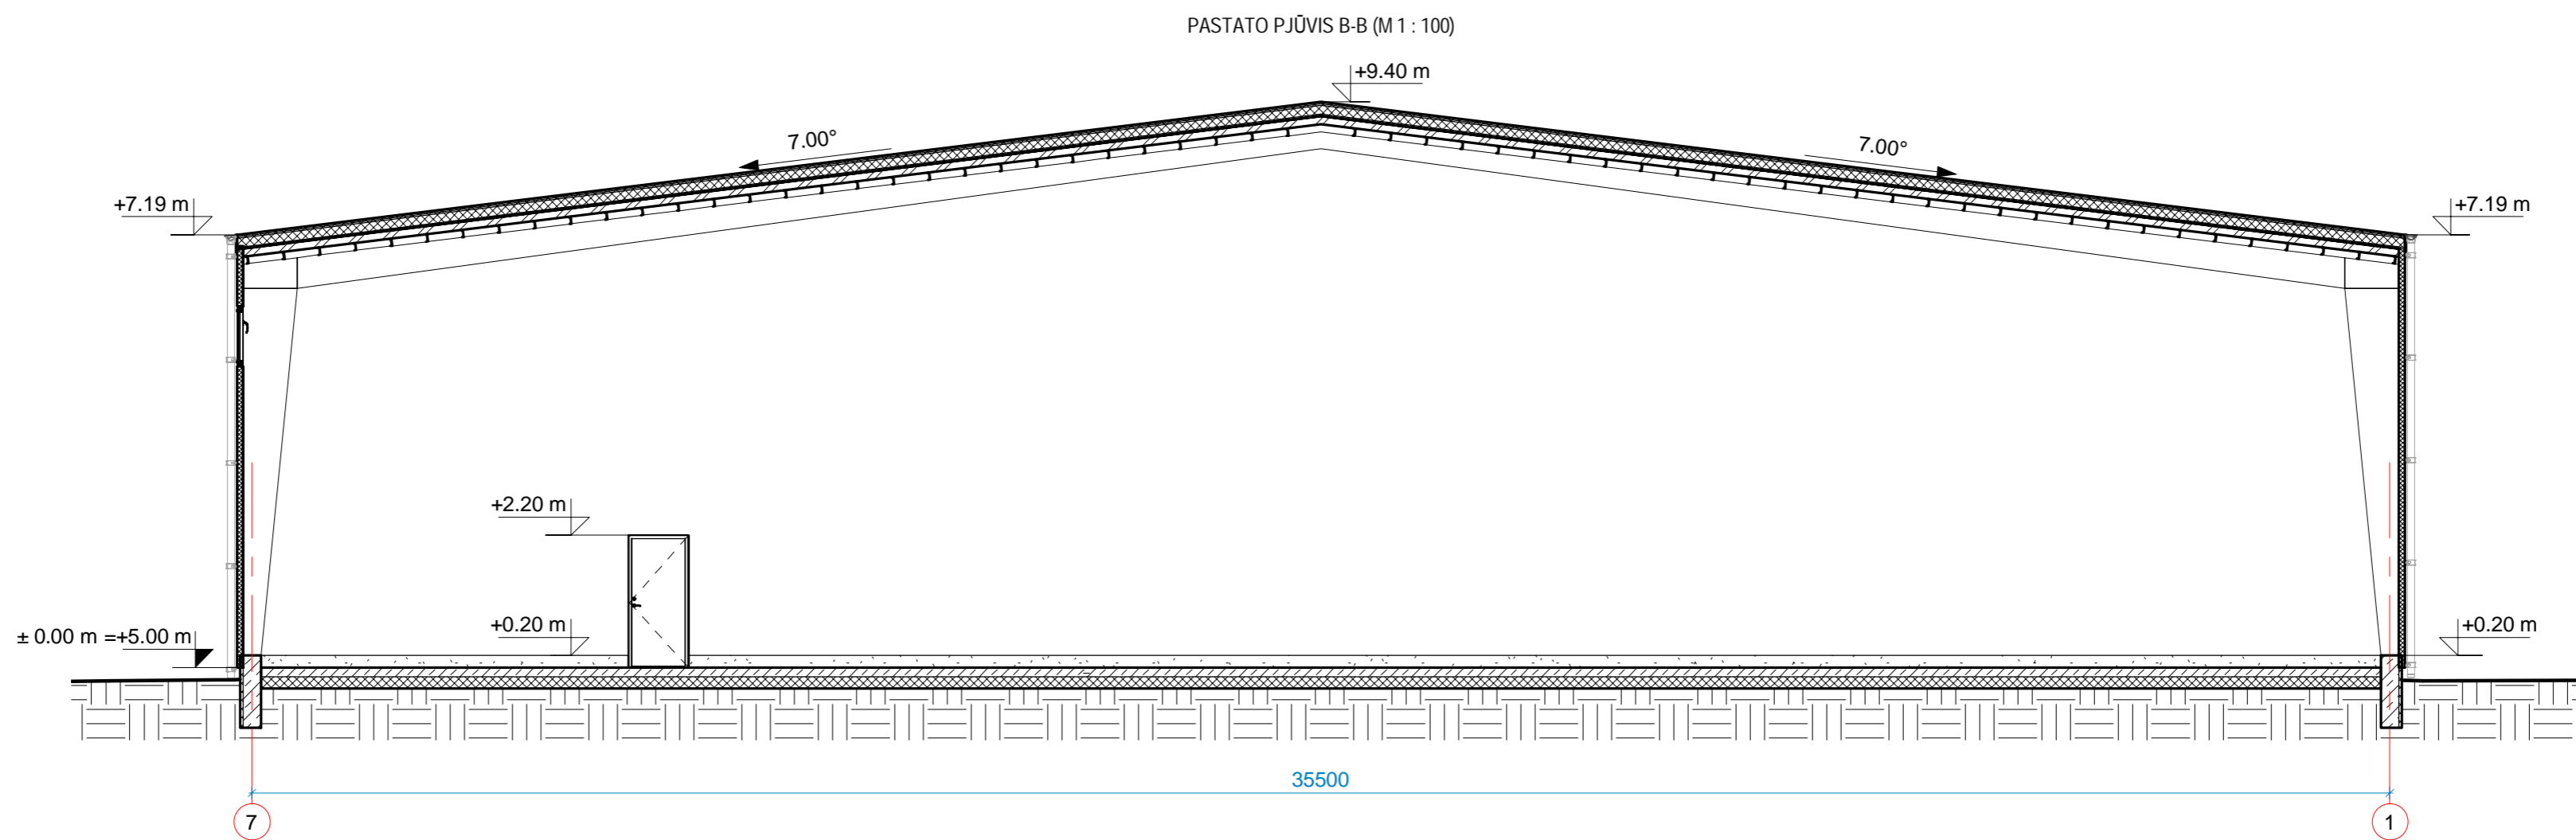 PASTATO PJŪVIS B-B (M 1 : 100)
+9.40 m
7.00°
7.00°
+7.19 m
+7.19 m
+2.20 m
± 0.00 m =+5.00 m
+0.20 m
+0.20 m
35500
7
1